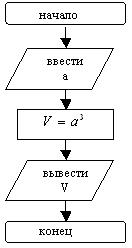 начало
ввести
a
V = a³
вывести
V
конец